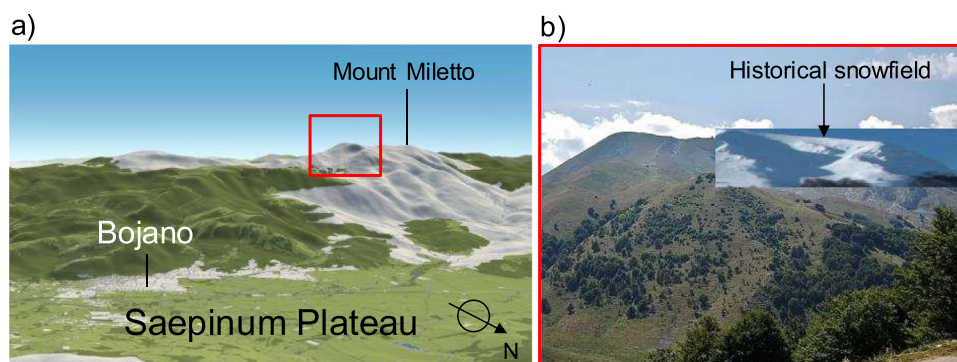 a)
Mount Miletto
Bojano
Saepinum Plateau
N
b)
Historical snowfield